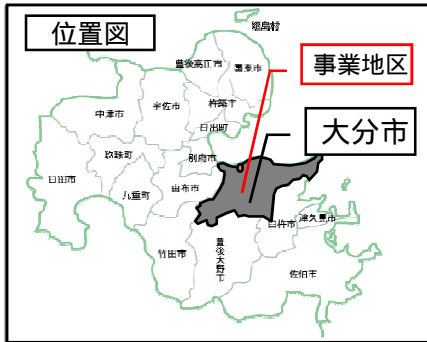 位置図
姫島村
豊後高田市
国東市
事業地区
中津市
宇佐市
杵築市
日出町
大分市
玖珠町
別府市
日田市
九重町
由布市
臼杵市
津久見市
竹田市
豊後大野市
佐伯市